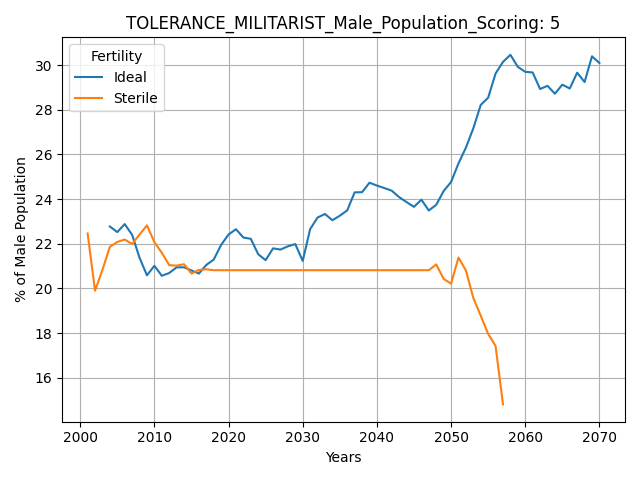 TOLERANCE_MILITARIST_Male_Population_Scoring: 5
Fertility
Ideal
Sterile
% of Male Population
30
28
26
24
22
20
18
16
2000 2010 2020 2030 2040 2050 2060 2070
Years